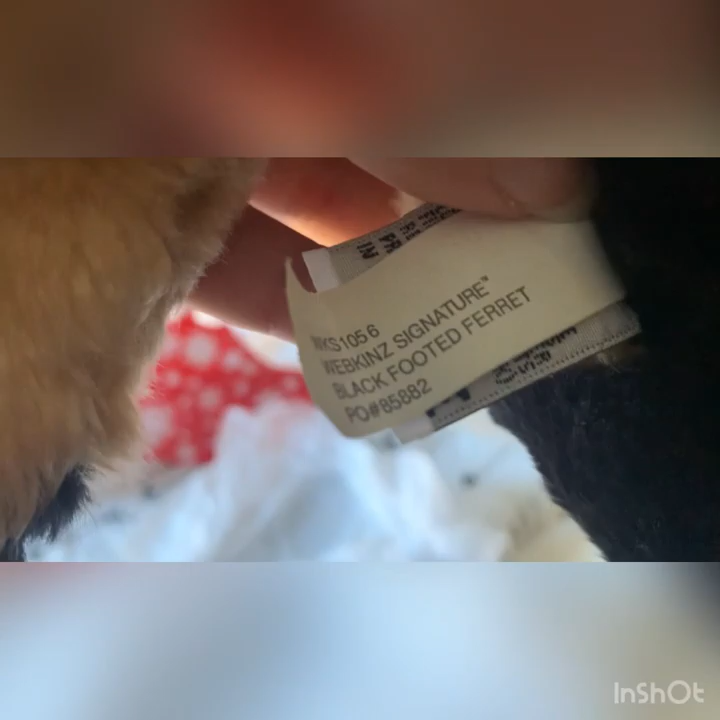 WKS1056
WEBKINZ SIGNATURE™
BLACK FOOTED FERRET
PO#85882
InShOt